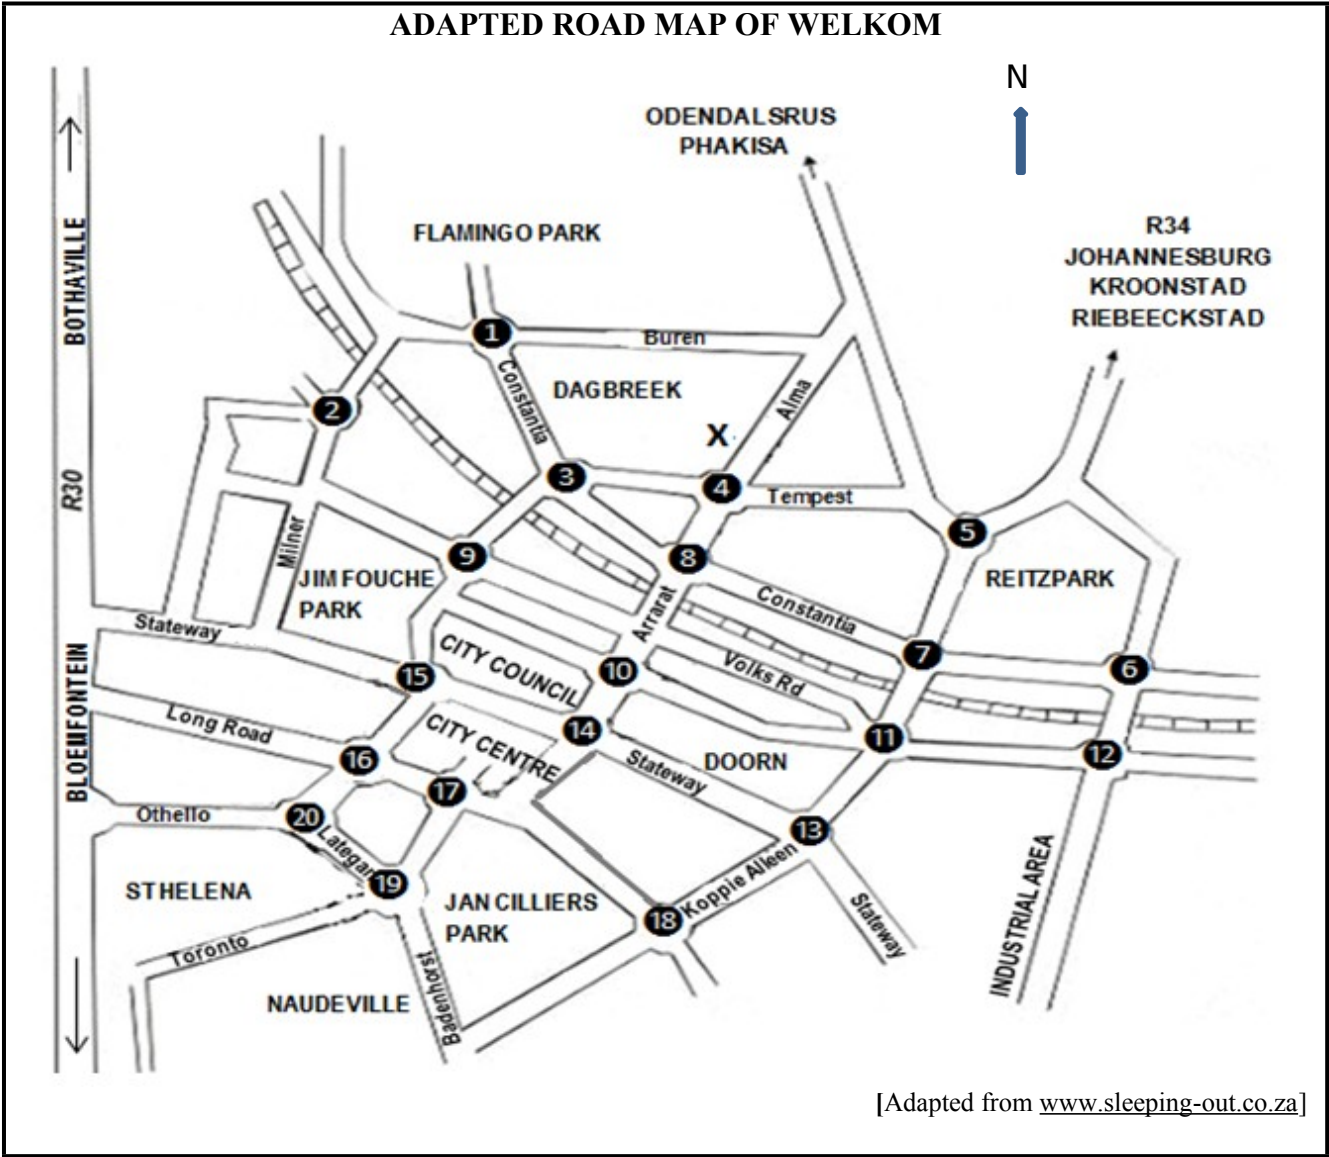 ADAPTED ROAD MAP OF WELKOM
N
ODENDALSRUS
PHAKISA
R34
JOHANNESBURG
KROONSTAD
RIEBEECKSTAD
FLAMINGO PARK
BOTHAVILLE
1
Buren
Constantia
DAGBREEK
Alma
2
X
3
4
Tempest
R30
5
Milner
9
8
JIM FOUCHE
PARK
REITZPARK
Constantia
Arrarat
Stateway
CITY COUNCIL
Volks Rd
7
6
15
10
BLOEMFONTEIN
Long Road
CITY CENTRE
14
11
12
16
Stateway
DOORN
17
Othello
20
13
Lategan
Koppie Alleen
INDUSTRIAL AREA
ST HELENA
19
JAN CILLIERS
PARK
18
Stateway
Toronto
Badenhorst
NAUDEVILLE
[Adapted from www.sleeping-out.co.za]